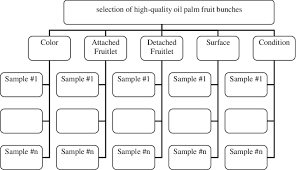 selection of high-quality oil palm fruit bunches
Color
Attached
Fruitlet
Detached
Fruitlet
Surface
Condition
Sample #1
Sample #1
Sample #1
Sample #1
Sample #1
Sample #n
Sample #n
Sample #n
Sample #n
Sample #n